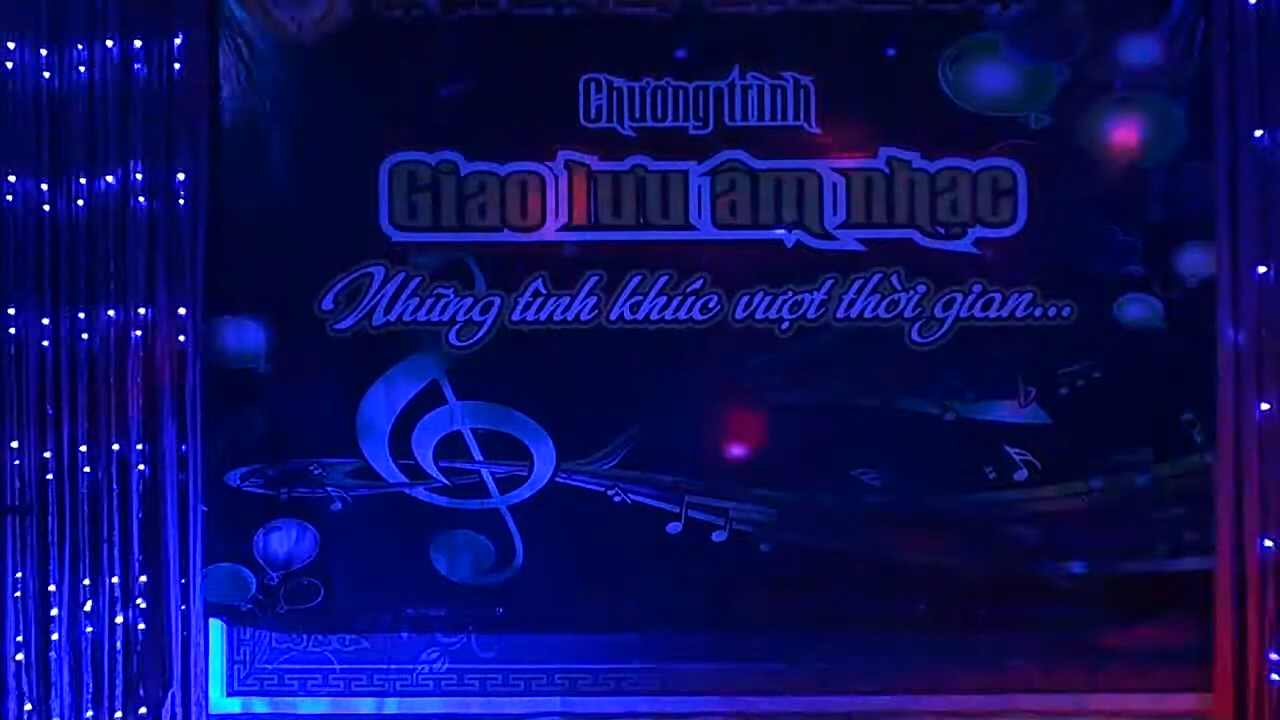 Chương trình
Giao lưu âm nhạc
Những tình khúc vượt thời gian...